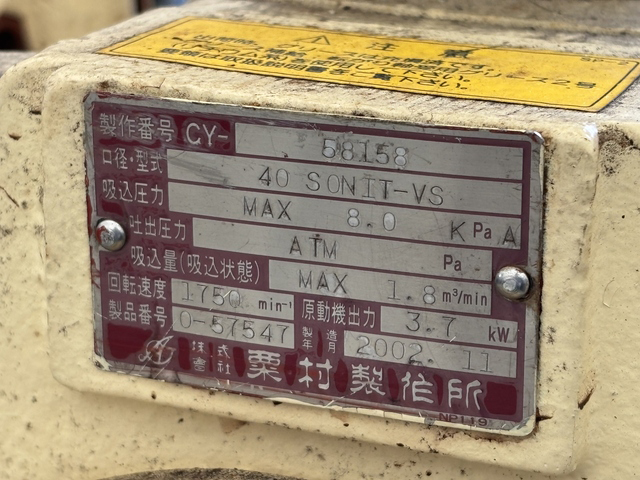 ⚠ 注意
製作番号 CY- 58158
口径・型式 40 SONIT-VS
吸込圧力 MAX 8.0 KPa A
吐出圧力 ATM Pa
吸込量(吸込状態) MAX 1.8 m³/min
回転速度 1750 min⁻¹ 原動機出力 3.7 kW
製品番号 0-57547 製造年月 2002. 11
株式会社 粟村製作所
NP119